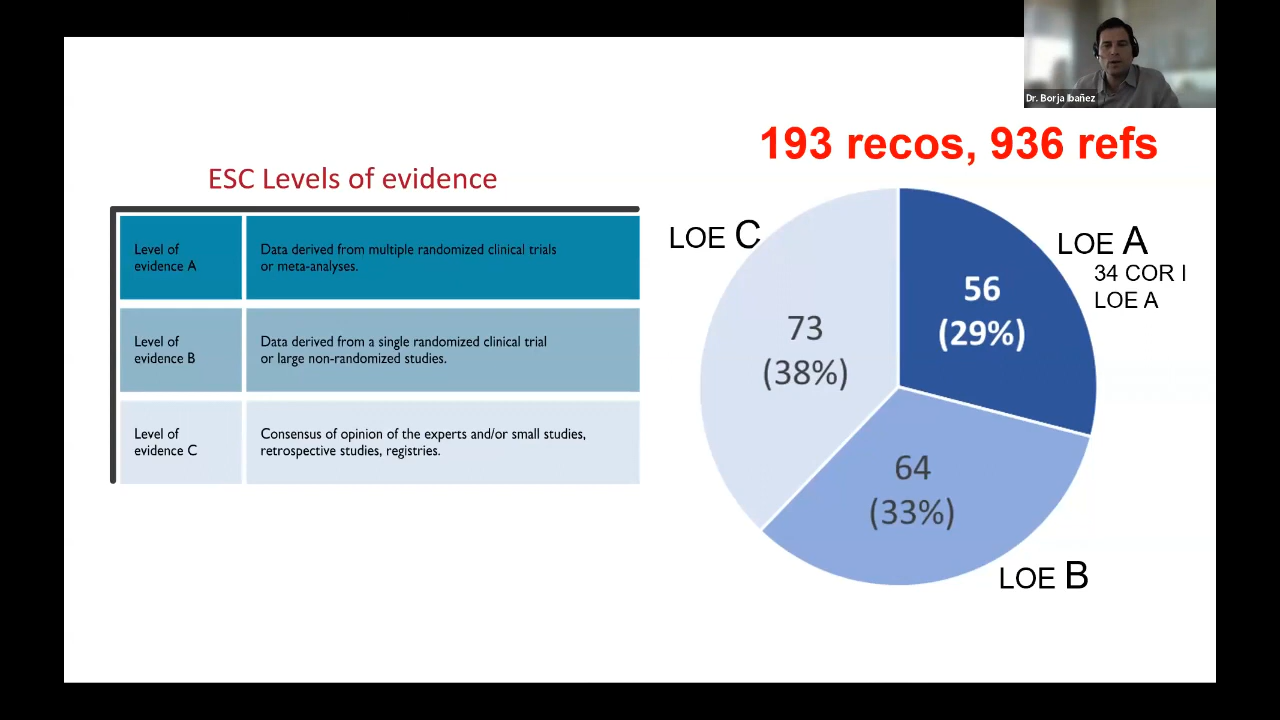 Dr. Borja Ibañez
193 recos, 936 refs
ESC Levels of evidence
Level of
evidence A
Data derived from multiple randomized clinical trials
or meta-analyses.
Level of
evidence B
Data derived from a single randomized clinical trial
or large non-randomized studies.
Level of
evidence C
Consensus of opinion of the experts and/or small studies,
retrospective studies, registries.
LOE C
73
(38%)
LOE A
34 COR I
LOE A
56
(29%)
64
(33%)
LOE B